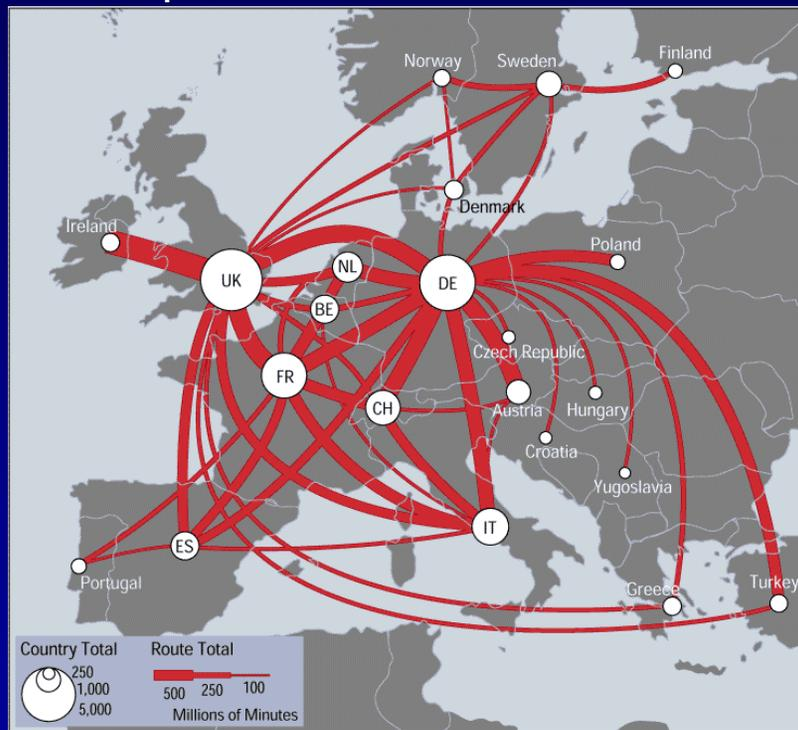 Norway
Sweden
Finland
Denmark
Ireland
UK
NL
DE
Poland
BE
Czech Republic
FR
CH
Austria
Hungary
Croatia
Yugoslavia
IT
ES
Portugal
Greece
Turkey
Country Total
Route Total
250
1,000
5,000
500
250
100
Millions of Minutes